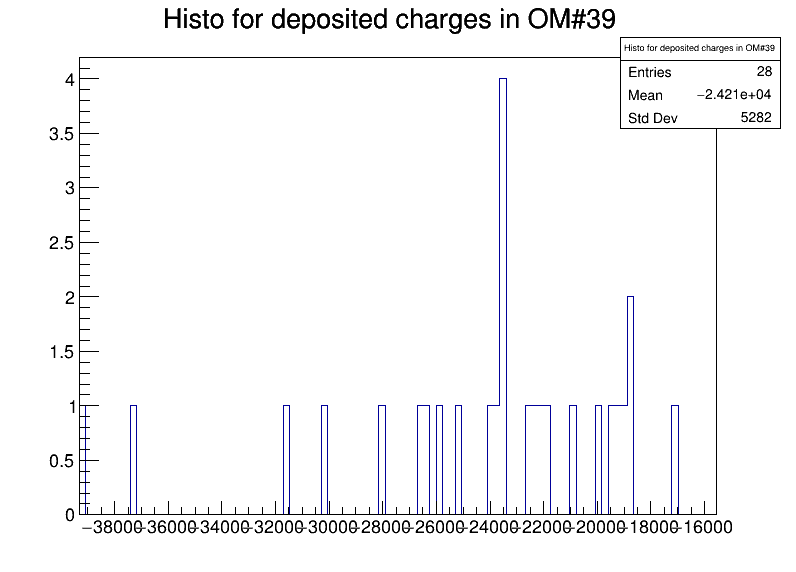 Histo for deposited charges in OM#39
Histo for deposited charges in OM#39
Entries 28
Mean −2.421e+04
Std Dev 5282
4
3.5
3
2.5
2
1.5
1
0.5
0
−38000 −36000 −34000 −32000 −30000 −28000 −26000 −24000 −22000 −20000 −18000 −16000